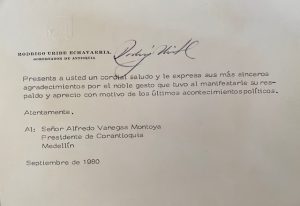 RODRIGO URIBE ECHAVARRIA
GOBERNADOR DE ANTIOQUIA
Presenta a usted un cordial saludo y le expresa sus más sinceros
agradecimientos por el noble gesto que tuvo al manifestarle su res-
paldo y aprecio con motivo de los últimos acontecimientos políticos.
Atentamente.
Al: Señor Alfredo Vanegas Montoya
Presidente de Corantioquia
Medellín
Septiembre de 1980